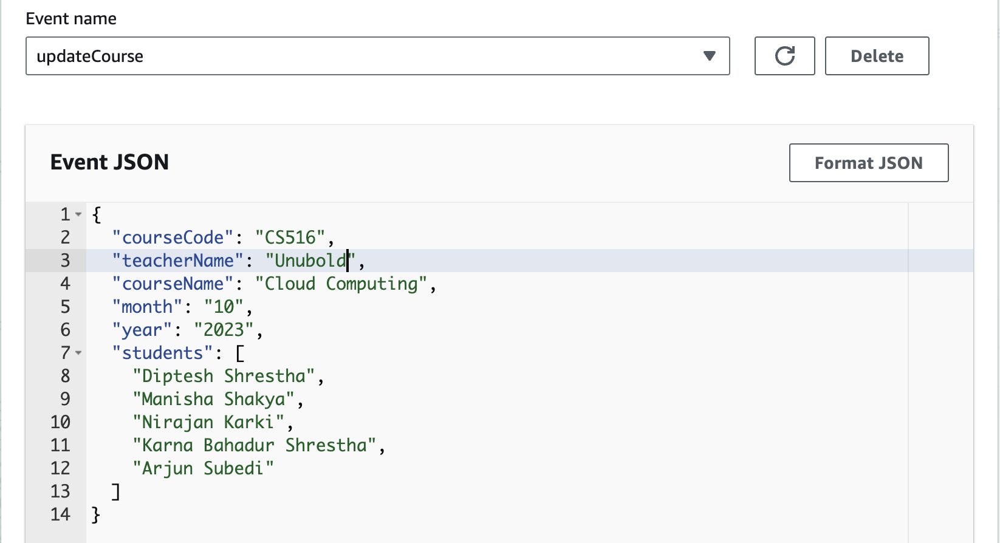 Event name
updateCourse
Delete
Event JSON
Format JSON
1 {
2 "courseCode": "CS516",
3 "teacherName": "Unubold",
4 "courseName": "Cloud Computing",
5 "month": "10",
6 "year": "2023",
7 "students": [
8 "Diptesh Shrestha",
9 "Manisha Shakya",
10 "Nirajan Karki",
11 "Karna Bahadur Shrestha",
12 "Arjun Subedi"
13 ]
14 }